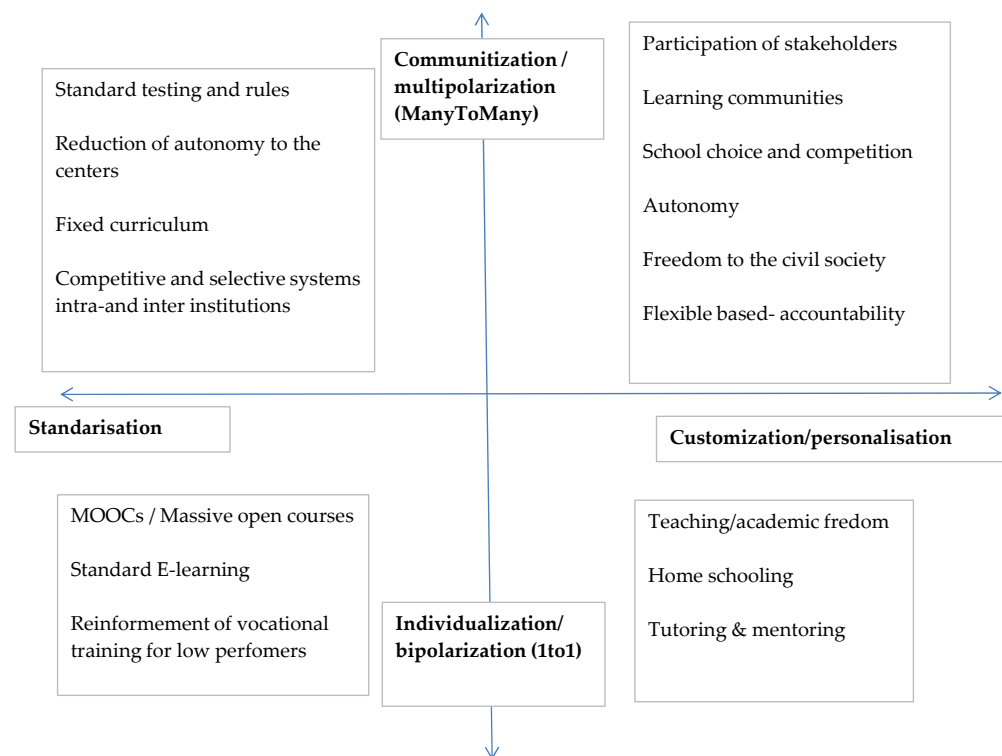 Communitization /
multipolarization
(ManyToMany)
Standard testing and rules
Reduction of autonomy to the
centers
Fixed curriculum
Competitive and selective systems
intra-and inter institutions
Participation of stakeholders
Learning communities
School choice and competition
Autonomy
Freedom to the civil society
Flexible based- accountability
Standarisation
Customization/personalisation
MOOCs / Massive open courses
Standard E-learning
Reinformement of vocational
training for low perfomers
Individualization/
bipolarization (1to1)
Teaching/academic fredom
Home schooling
Tutoring & mentoring